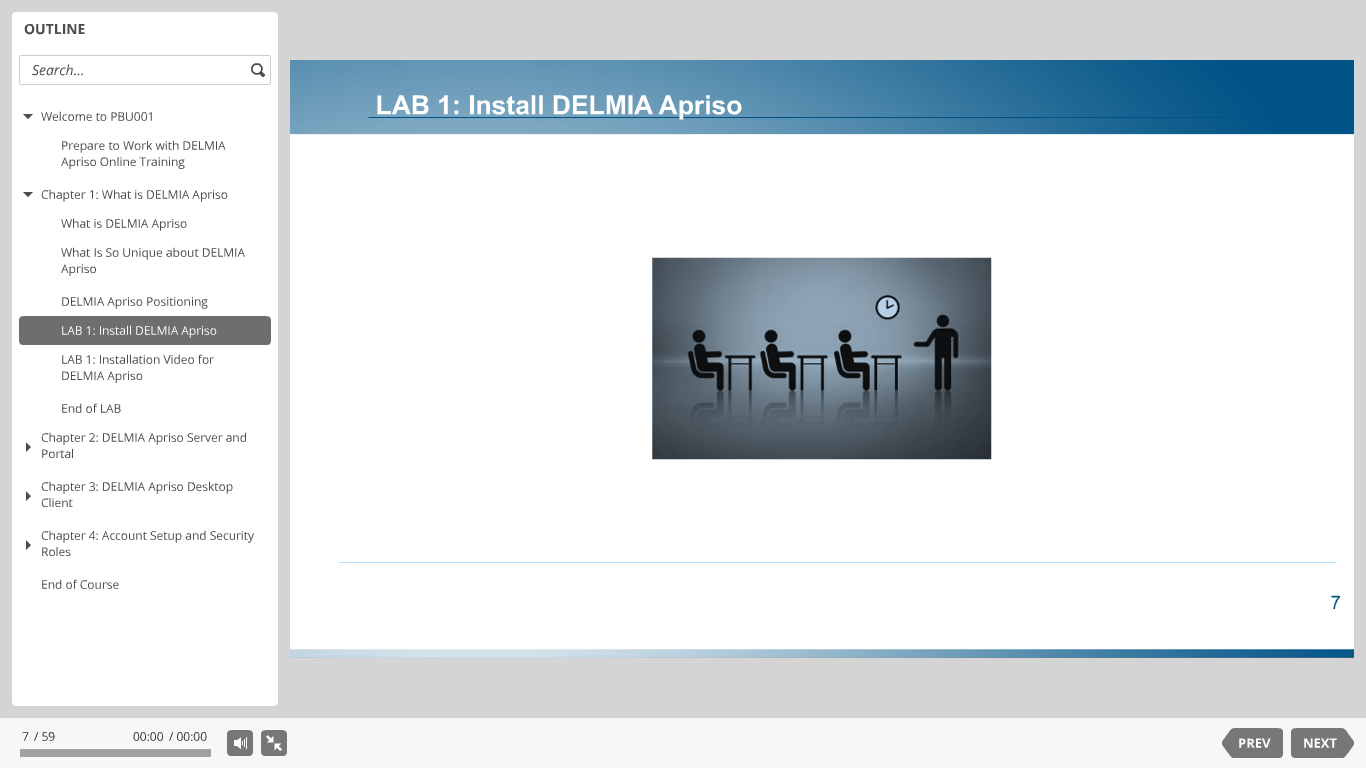 OUTLINE
Search...
Welcome to PBU001
Prepare to Work with DELMIA
Apriso Online Training
Chapter 1: What is DELMIA Apriso
What is DELMIA Apriso
What Is So Unique about DELMIA
Apriso
DELMIA Apriso Positioning
LAB 1: Install DELMIA Apriso
LAB 1: Installation Video for
DELMIA Apriso
End of LAB
Chapter 2: DELMIA Apriso Server and
Portal
Chapter 3: DELMIA Apriso Desktop
Client
Chapter 4: Account Setup and Security
Roles
End of Course
LAB 1: Install DELMIA Apriso
7
7 / 59
00:00 / 00:00
PREV
NEXT